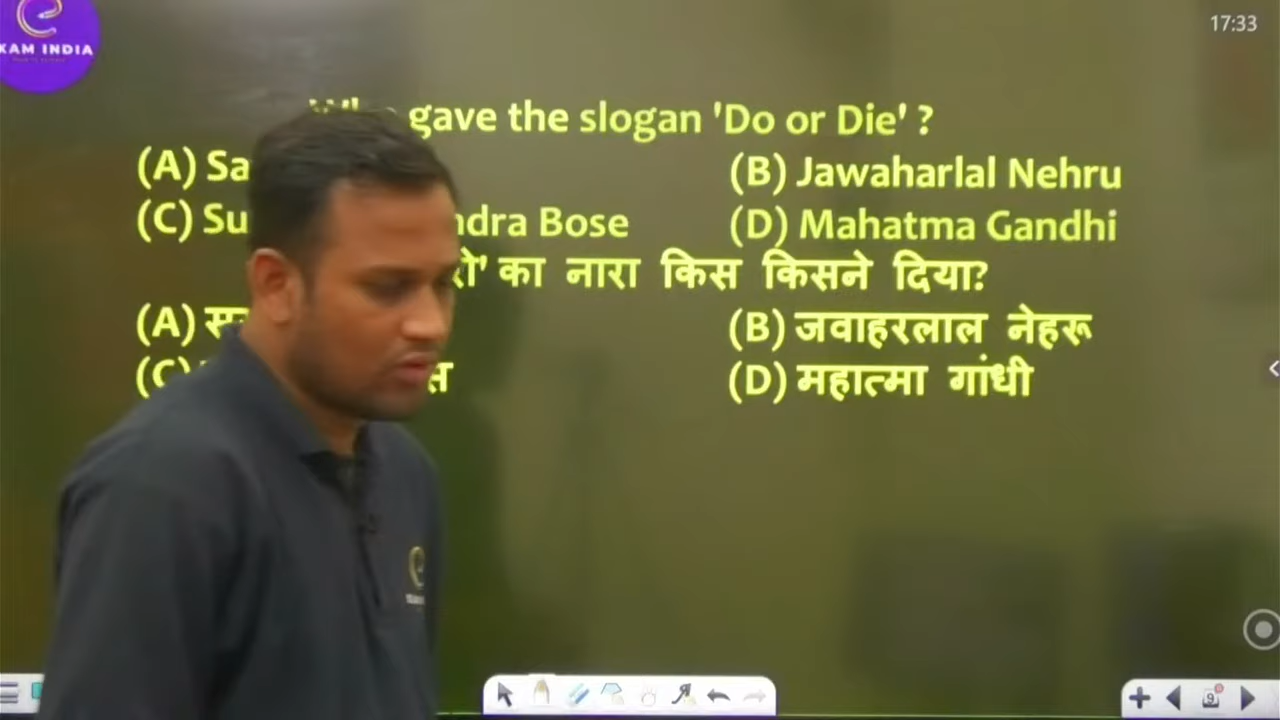 KAM INDIA
17:33
gave the slogan 'Do or Die' ?
(A) Sa
(B) Jawaharlal Nehru
(C) Su ndra Bose
(D) Mahatma Gandhi
रो' का नारा किस किसने दिया?
(A) स
(B) जवाहरलाल नेहरू
(C) स
(D) महात्मा गांधी
9